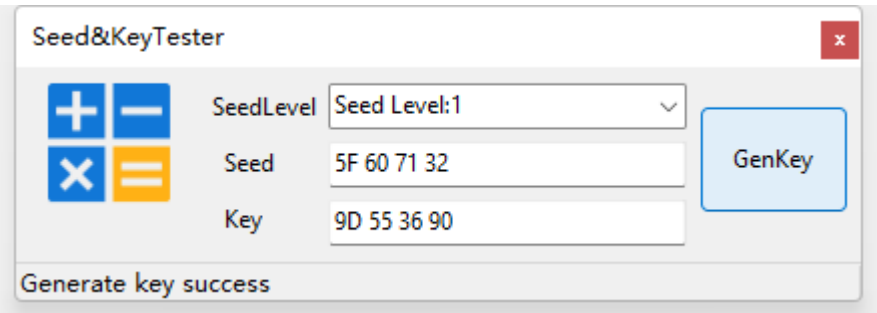 Seed&KeyTester
x
SeedLevel Seed Level:1
Seed 5F 60 71 32
GenKey
Key 9D 55 36 90
Generate key success